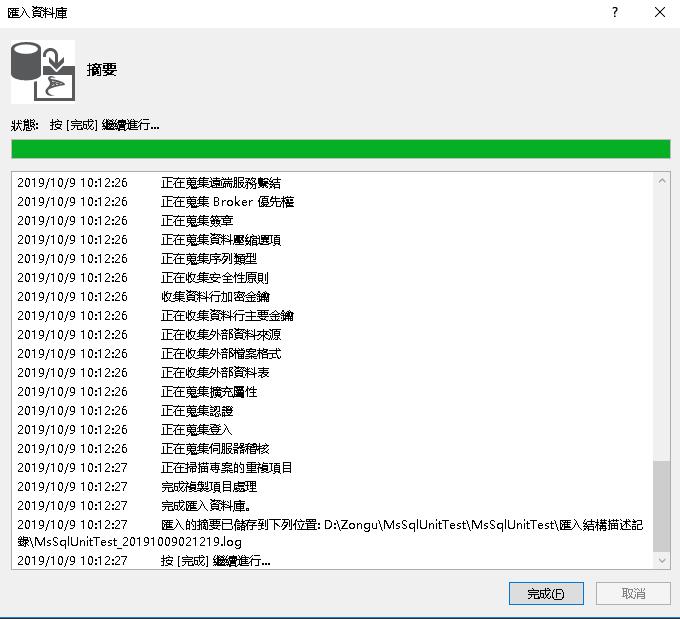 匯入資料庫
?
摘要
狀態: 按 [完成] 繼續進行...
2019/10/9 10:12:26 正在蒐集遠端服務繫結
2019/10/9 10:12:26 正在蒐集 Broker 優先權
2019/10/9 10:12:26 正在蒐集簽章
2019/10/9 10:12:26 正在蒐集資料壓縮選項
2019/10/9 10:12:26 正在蒐集序列類型
2019/10/9 10:12:26 正在收集安全性原則
2019/10/9 10:12:26 收集資料行加密金鑰
2019/10/9 10:12:26 正在收集資料行主要金鑰
2019/10/9 10:12:26 正在收集外部資料來源
2019/10/9 10:12:26 正在收集外部檔案格式
2019/10/9 10:12:26 正在收集外部資料表
2019/10/9 10:12:26 正在蒐集擴充屬性
2019/10/9 10:12:26 正在蒐集認證
2019/10/9 10:12:26 正在蒐集登入
2019/10/9 10:12:26 正在蒐集伺服器稽核
2019/10/9 10:12:27 正在掃描專案的重複項目
2019/10/9 10:12:27 完成複製項目處理
2019/10/9 10:12:27 完成匯入資料庫。
2019/10/9 10:12:27 匯入的摘要已儲存到下列位置: D:\Zongu\MsSqlUnitTest\MsSqlUnitTest\匯入結構描述記
錄\MsSqlUnitTest_20191009021219.log
2019/10/9 10:12:27 按 [完成] 繼續進行...
完成(F)
取消